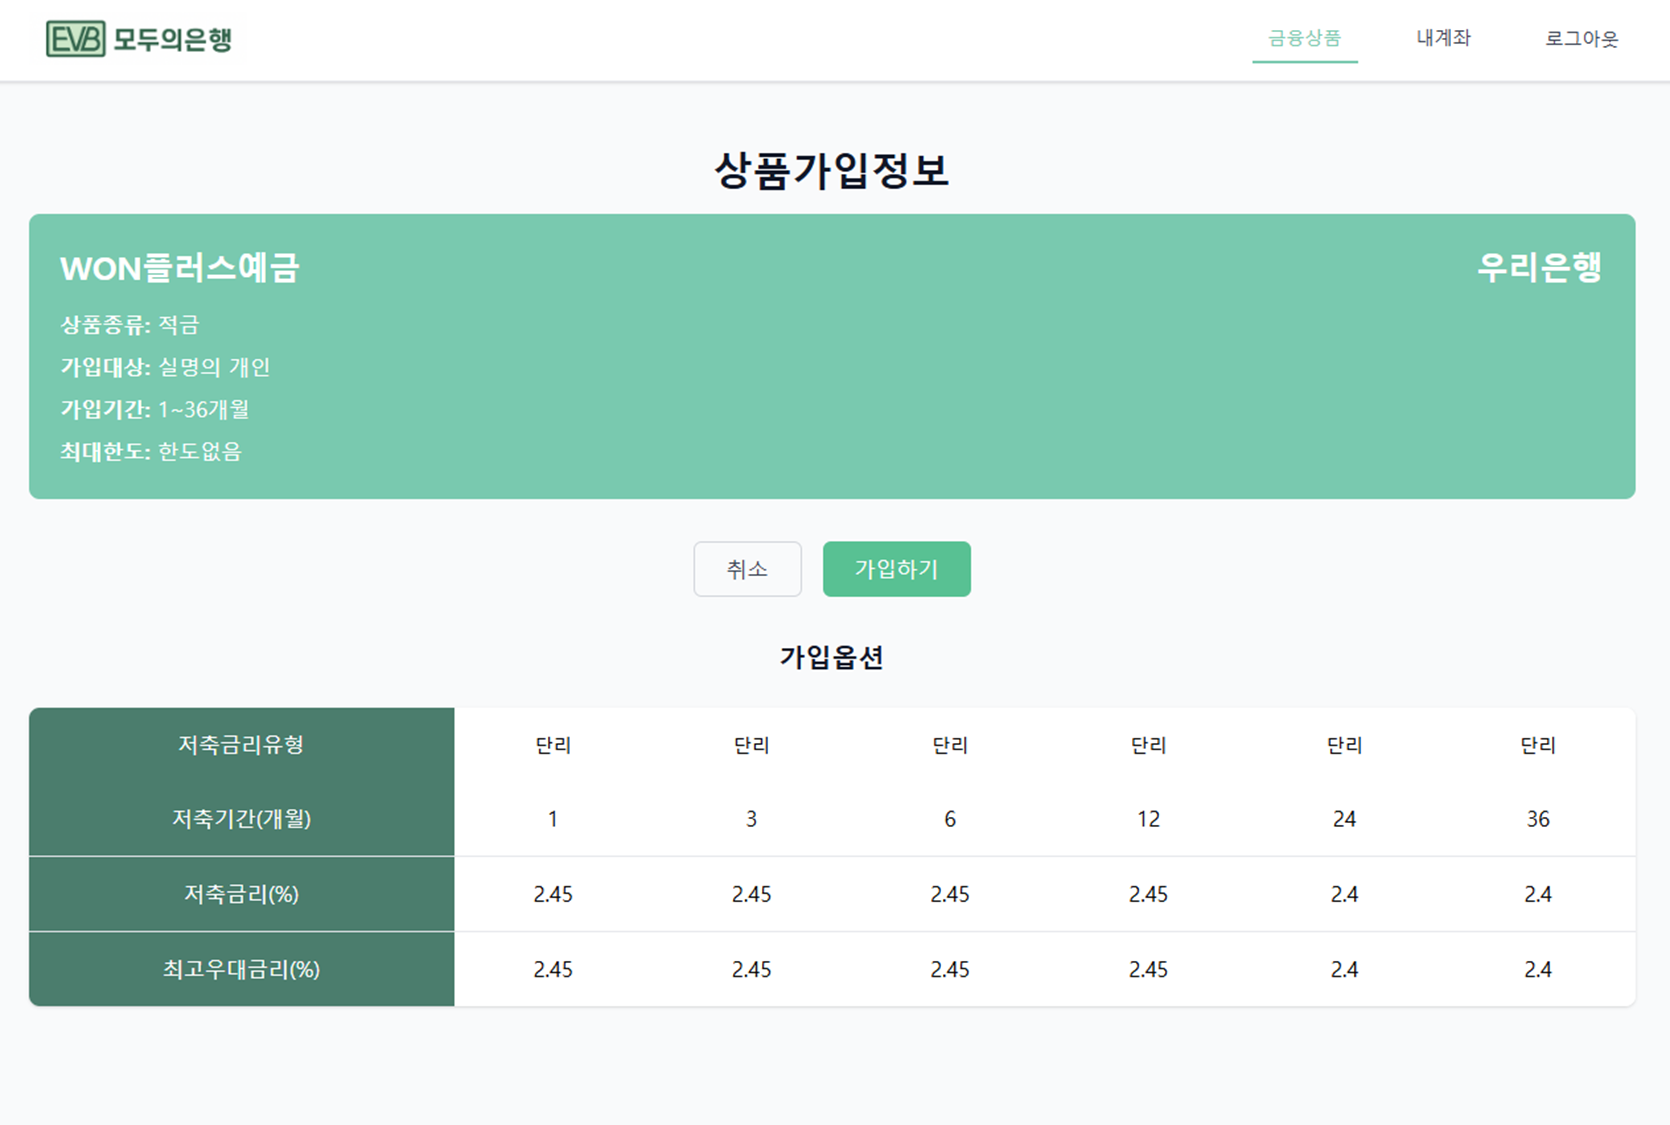 EVB 모두의은행
금융상품 내계좌 로그아웃
상품가입정보
WON플러스예금 우리은행
상품종류: 적금
가입대상: 실명의 개인
가입기간: 1~36개월
최대한도: 한도없음
취소 가입하기
가입옵션
저축금리유형 단리 단리 단리 단리 단리 단리
저축기간(개월) 1 3 6 12 24 36
저축금리(%) 2.45 2.45 2.45 2.45 2.4 2.4
최고우대금리(%) 2.45 2.45 2.45 2.45 2.4 2.4